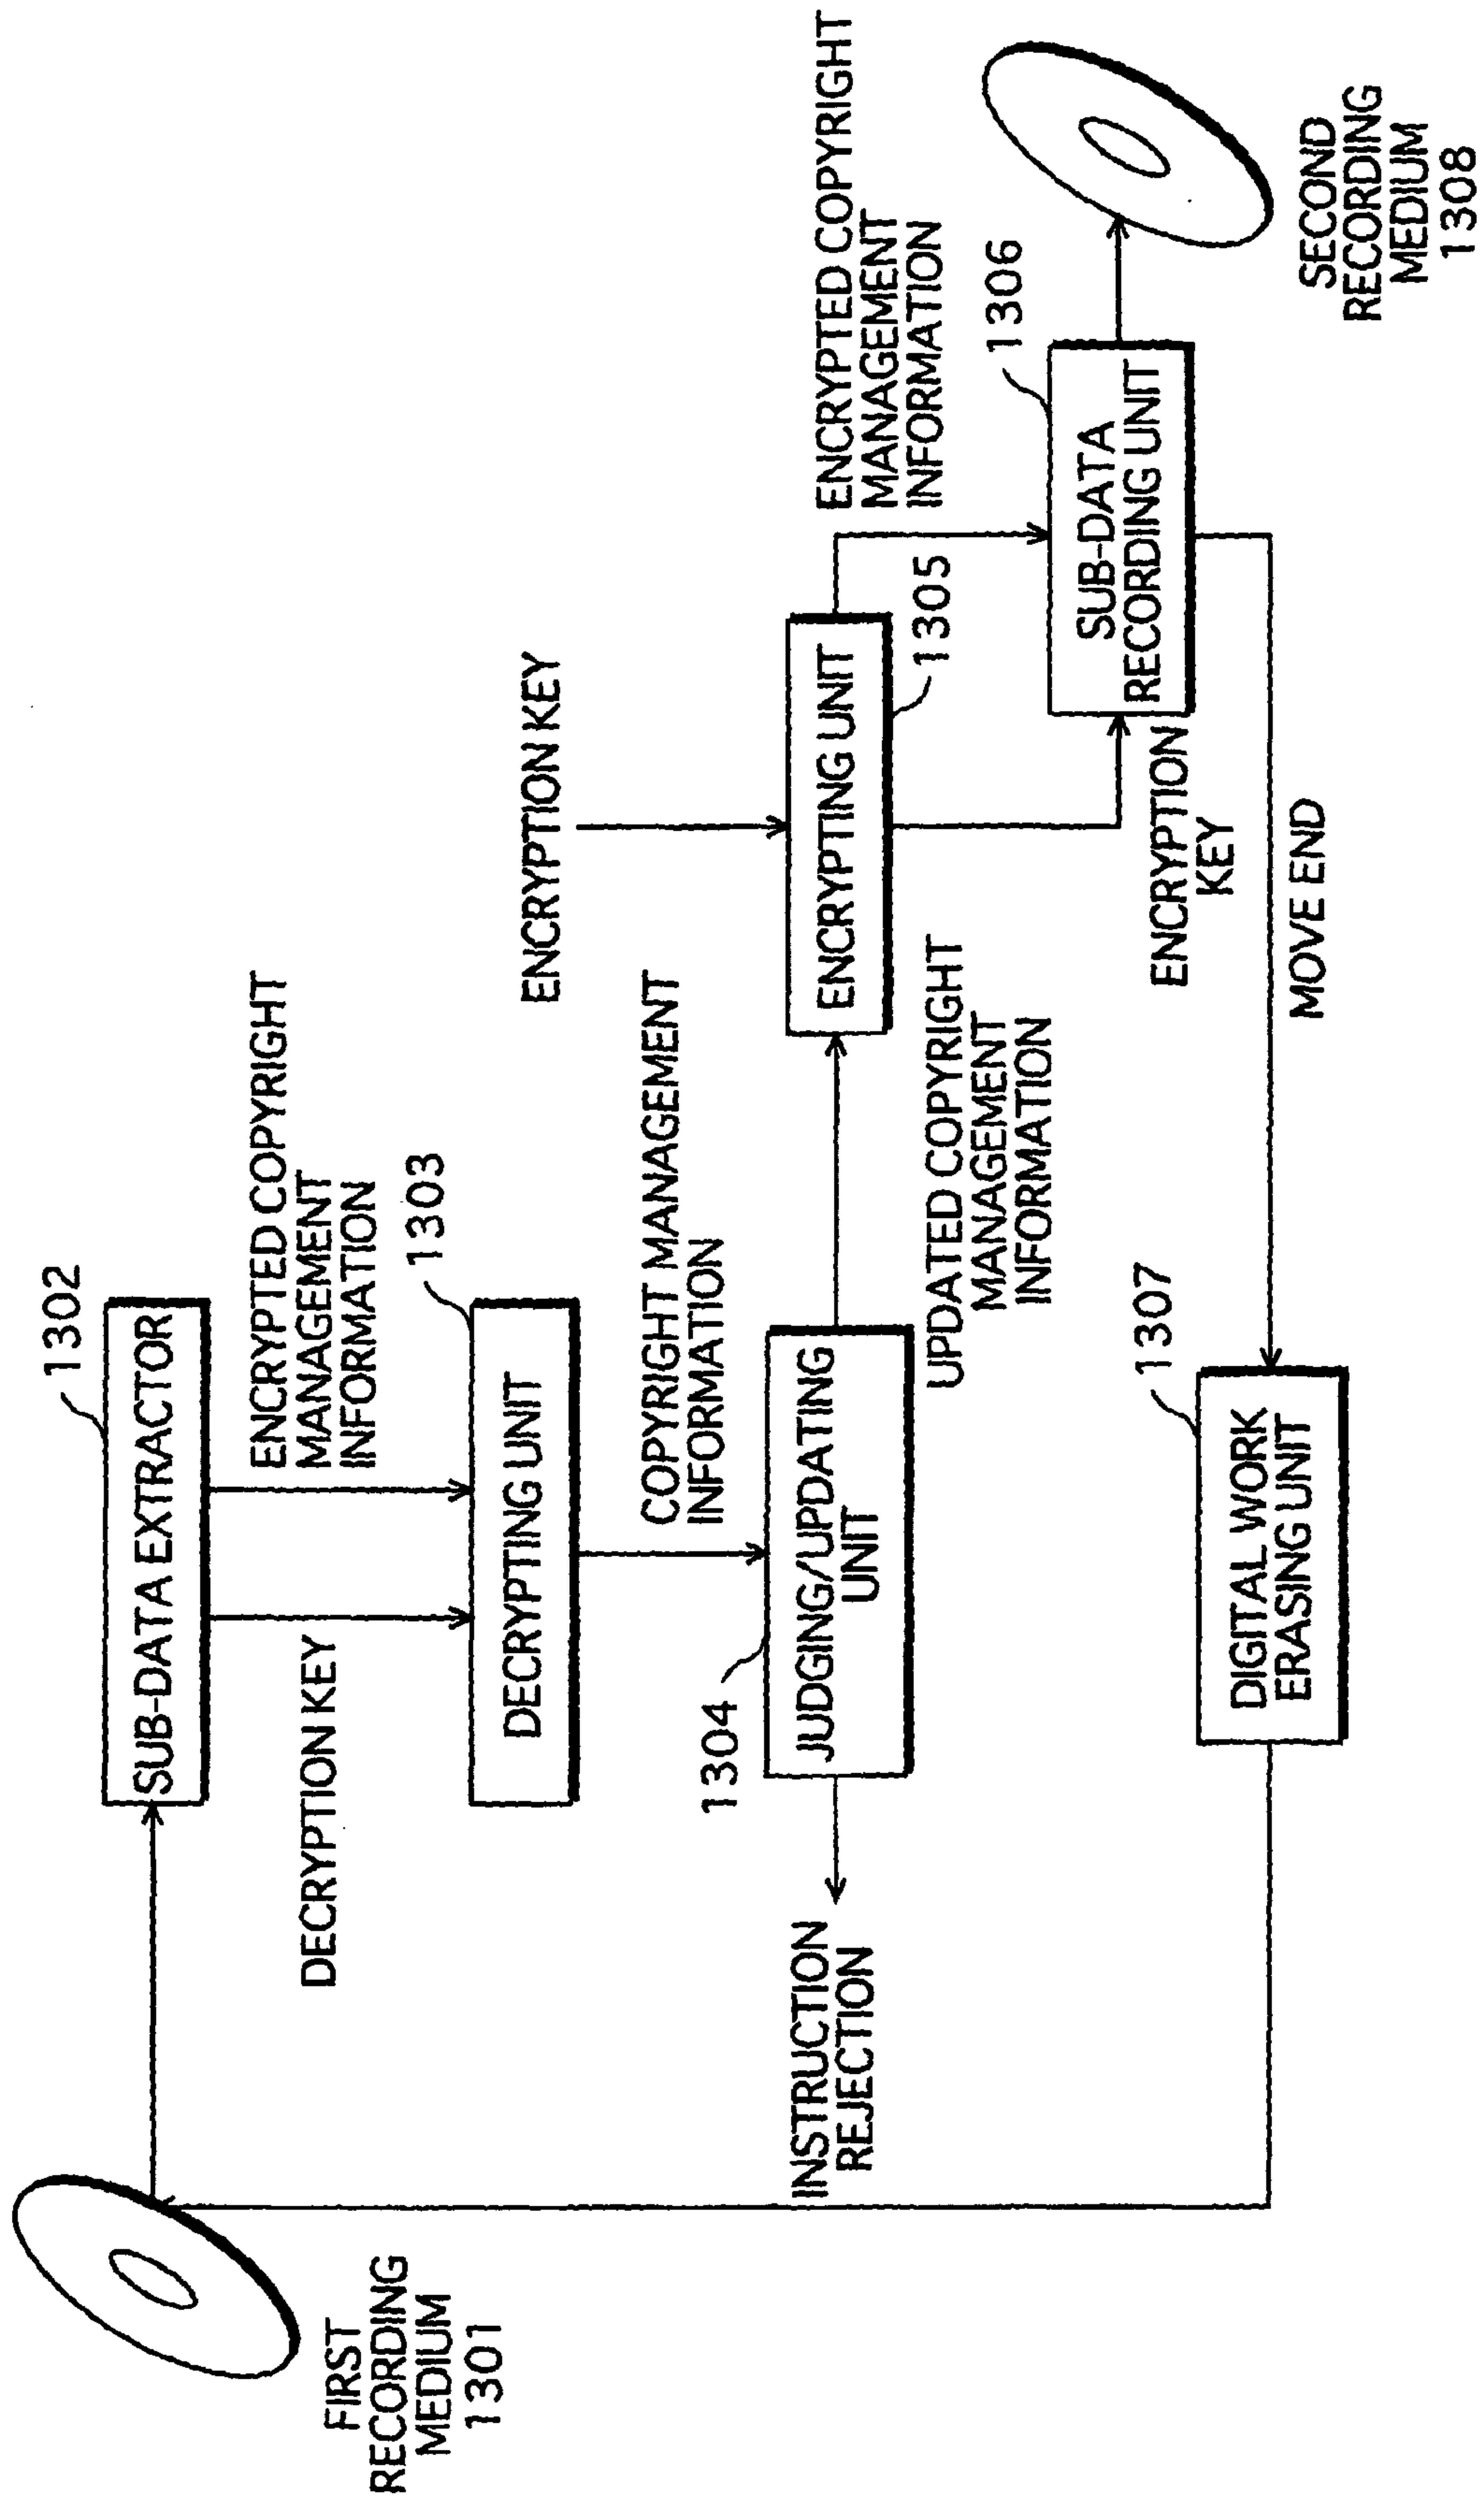 FIRST
RECORDING
MEDIUM
1301
1302
SUB-DATA EXTRACTOR
DECRYPTION KEY
ENCRYPTED COPYRIGHT
MANAGEMENT
INFORMATION
1303
DECRYPTING UNIT
COPYRIGHT MANAGEMENT
INFORMATION
1304
JUDGING/UPDATING
UNIT
INSTRUCTION
REJECTION
UPDATED COPYRIGHT
MANAGEMENT
INFORMATION
ENCRYPTION KEY
ENCRYPTING UNIT
1305
ENCRYPTED COPYRIGHT
MANAGEMENT
INFORMATION
ENCRYPTION
KEY
1306
SUB-DATA
RECORDING UNIT
SECOND
RECORDING
MEDIUM
1308
MOVE END
1307
DIGITAL WORK
ERASING UNIT